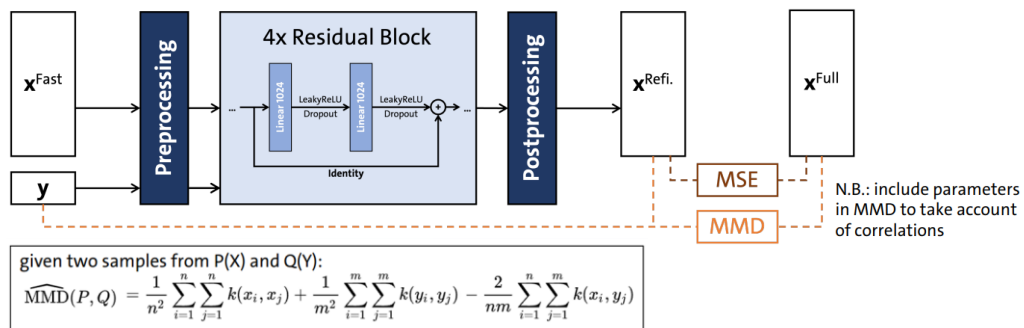 x^Fast
y
Preprocessing
4x Residual Block
...
Linear 1024
LeakyReLU
Dropout
Linear 1024
LeakyReLU
Dropout
+
...
Identity
Postprocessing
x^Refi.
x^Full
MSE
MMD
N.B.: include parameters
in MMD to take account
of correlations
given two samples from P(X) and Q(Y):
\widehat{MMD}(P, Q) = \frac{1}{n^2} \sum_{i=1}^{n} \sum_{j=1}^{n} k(x_i, x_j) + \frac{1}{m^2} \sum_{i=1}^{m} \sum_{j=1}^{m} k(y_i, y_j) - \frac{2}{nm} \sum_{i=1}^{n} \sum_{j=1}^{m} k(x_i, y_j)